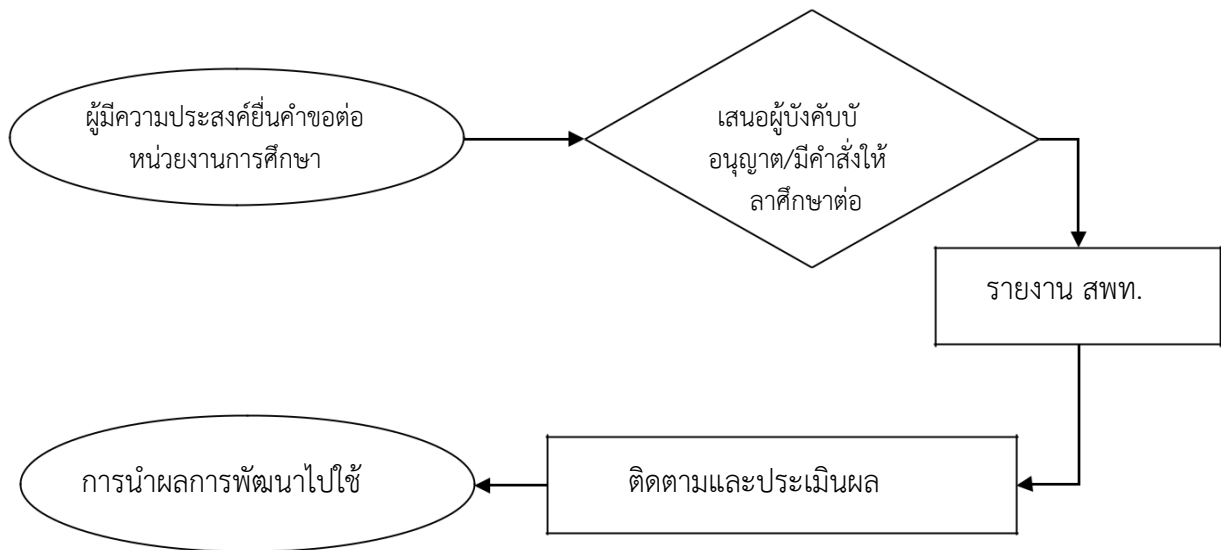 ผู้มีความประสงค์ยื่นคำขอต่อ
หน่วยงานการศึกษา
เสนอผู้บังคับบั
อนุญาต/มีคำสั่งให้
ลาศึกษาต่อ
รายงาน สพท.
ติดตามและประเมินผล
การนำผลการพัฒนาไปใช้